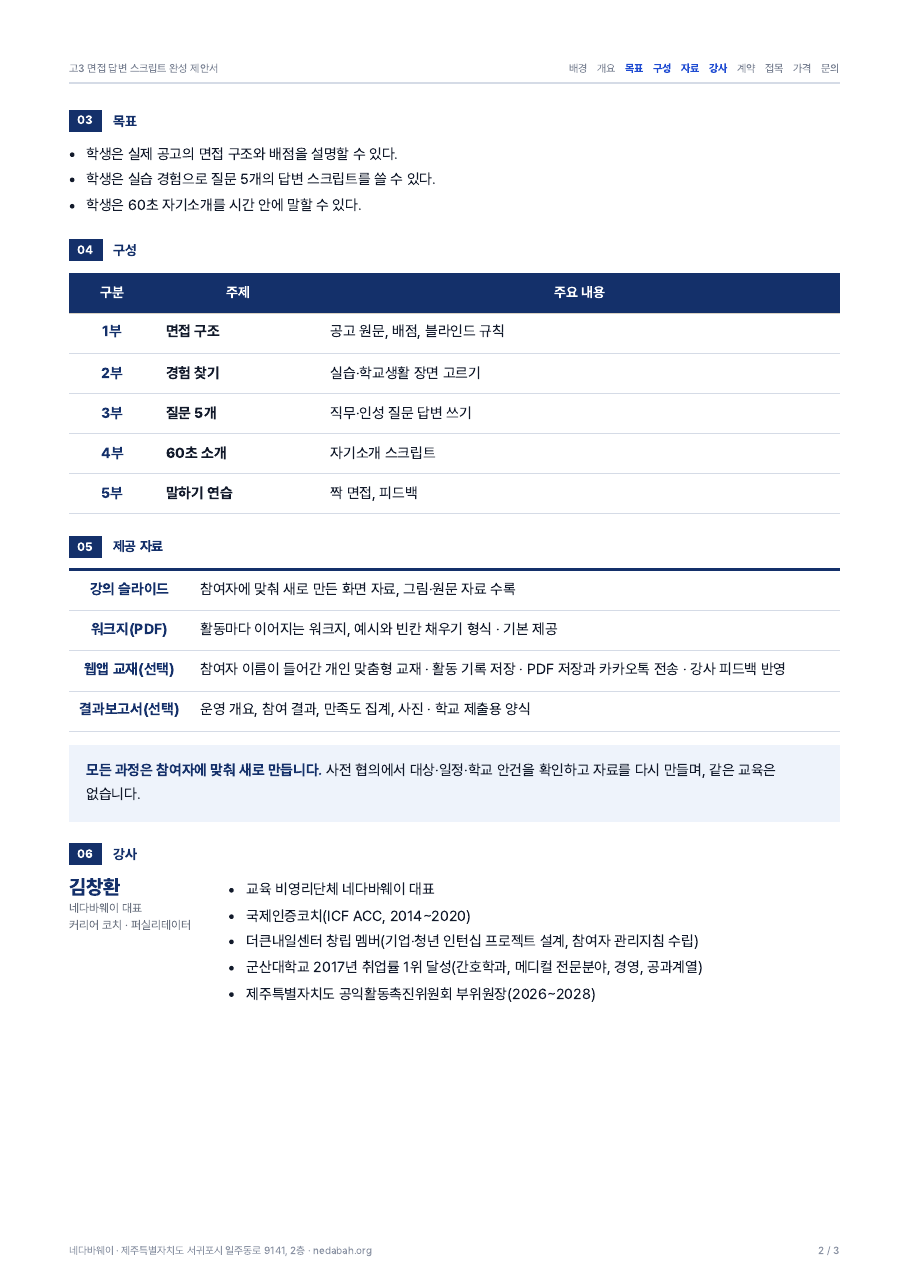 고3 면접 답변 스크립트 완성 제안서
배경 개요 목표 구성 자료 강사 계약 접목 가격 문의
03 목표
• 학생은 실제 공고의 면접 구조와 배점을 설명할 수 있다.
• 학생은 실습 경험으로 질문 5개의 답변 스크립트를 쓸 수 있다.
• 학생은 60초 자기소개를 시간 안에 말할 수 있다.
04 구성
구분 주제 주요 내용
1부 면접 구조 공고 원문, 배점, 블라인드 규칙
2부 경험 찾기 실습·학교생활 장면 고르기
3부 질문 5개 직무·인성 질문 답변 쓰기
4부 60초 소개 자기소개 스크립트
5부 말하기 연습 짝 면접, 피드백
05 제공 자료
강의 슬라이드 참여자에 맞춰 새로 만든 화면 자료, 그림·원문 자료 수록
워크지(PDF) 활동마다 이어지는 워크지, 예시와 빈칸 채우기 형식 · 기본 제공
웹앱 교재(선택) 참여자 이름이 들어간 개인 맞춤형 교재 · 활동 기록 저장 · PDF 저장과 카카오톡 전송 · 강사 피드백 반영
결과보고서(선택) 운영 개요, 참여 결과, 만족도 집계, 사진 · 학교 제출용 양식
모든 과정은 참여자에 맞춰 새로 만듭니다. 사전 협의에서 대상·일정·학교 안건을 확인하고 자료를 다시 만들며, 같은 교육은
없습니다.
06 강사
김창환
네다바웨이 대표
커리어 코치 · 퍼실리테이터
• 교육 비영리단체 네다바웨이 대표
• 국제인증코치(ICF ACC, 2014~2020)
• 더큰내일센터 창립 멤버(기업·청년 인턴십 프로젝트 설계, 참여자 관리지침 수립)
• 군산대학교 2017년 취업률 1위 달성(간호학과, 메디컬 전문분야, 경영, 공과계열)
• 제주특별자치도 공익활동촉진위원회 부위원장(2026~2028)
네다바웨이 · 제주특별자치도 서귀포시 일주동로 9141, 2층 · nedabah.org
2 / 3